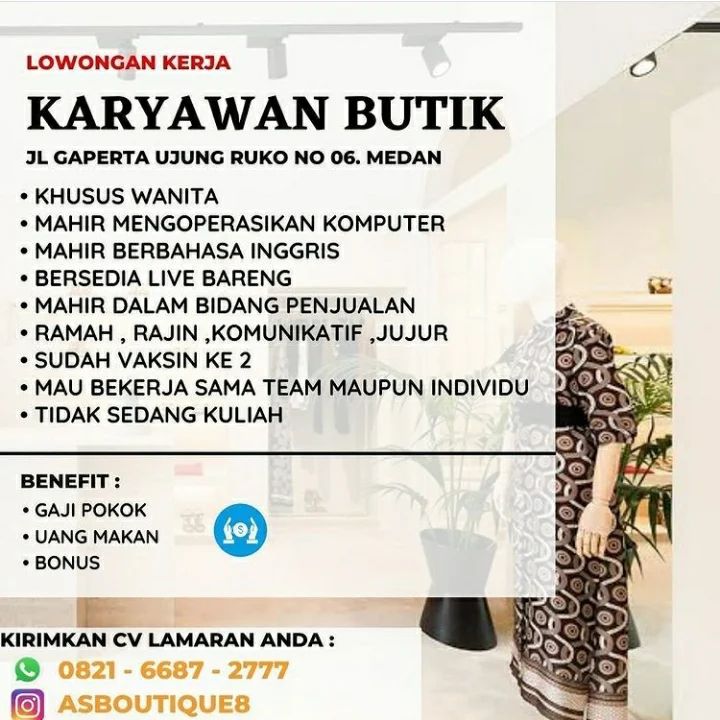 LOWONGAN KERJA
KARYAWAN BUTIK
JL GAPERTA UJUNG RUKO NO 06. MEDAN
• KHUSUS WANITA
• MAHIR MENGOPERASIKAN KOMPUTER
• MAHIR BERBAHASA INGGRIS
• BERSEDIA LIVE BARENG
• MAHIR DALAM BIDANG PENJUALAN
• RAMAH , RAJIN ,KOMUNIKATIF ,JUJUR
• SUDAH VAKSIN KE 2
• MAU BEKERJA SAMA TEAM MAUPUN INDIVIDU
• TIDAK SEDANG KULIAH
BENEFIT :
• GAJI POKOK
• UANG MAKAN
• BONUS
KIRIMKAN CV LAMARAN ANDA :
0821 - 6687 - 2777
ASBOUTIQUE8